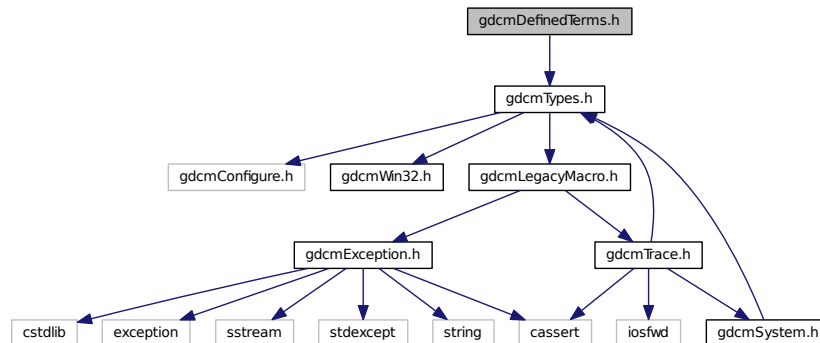 gdcmDefinedTerms.h
gdcmTypes.h
gdcmConfigure.h
gdcmWin32.h
gdcmLegacyMacro.h
gdcmException.h
gdcmTrace.h
cstdlib
exception
sstream
stdexcept
string
cassert
iosfwd
gdcmSystem.h